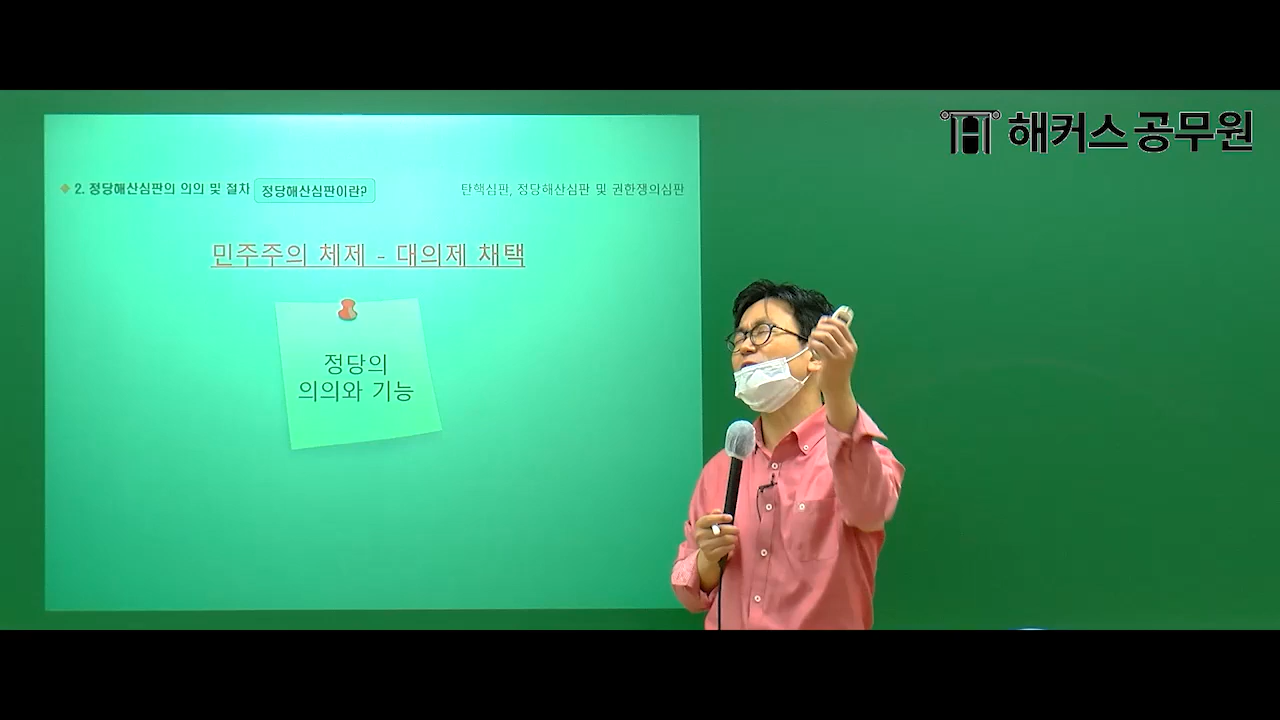 해커스 공무원
2. 정당해산심판의 의의 및 절차 정당해산심판이란? 탄핵심판, 정당해산심판 및 권한쟁의심판
민주주의 체제 - 대의제 채택
정당의
의의와 기능